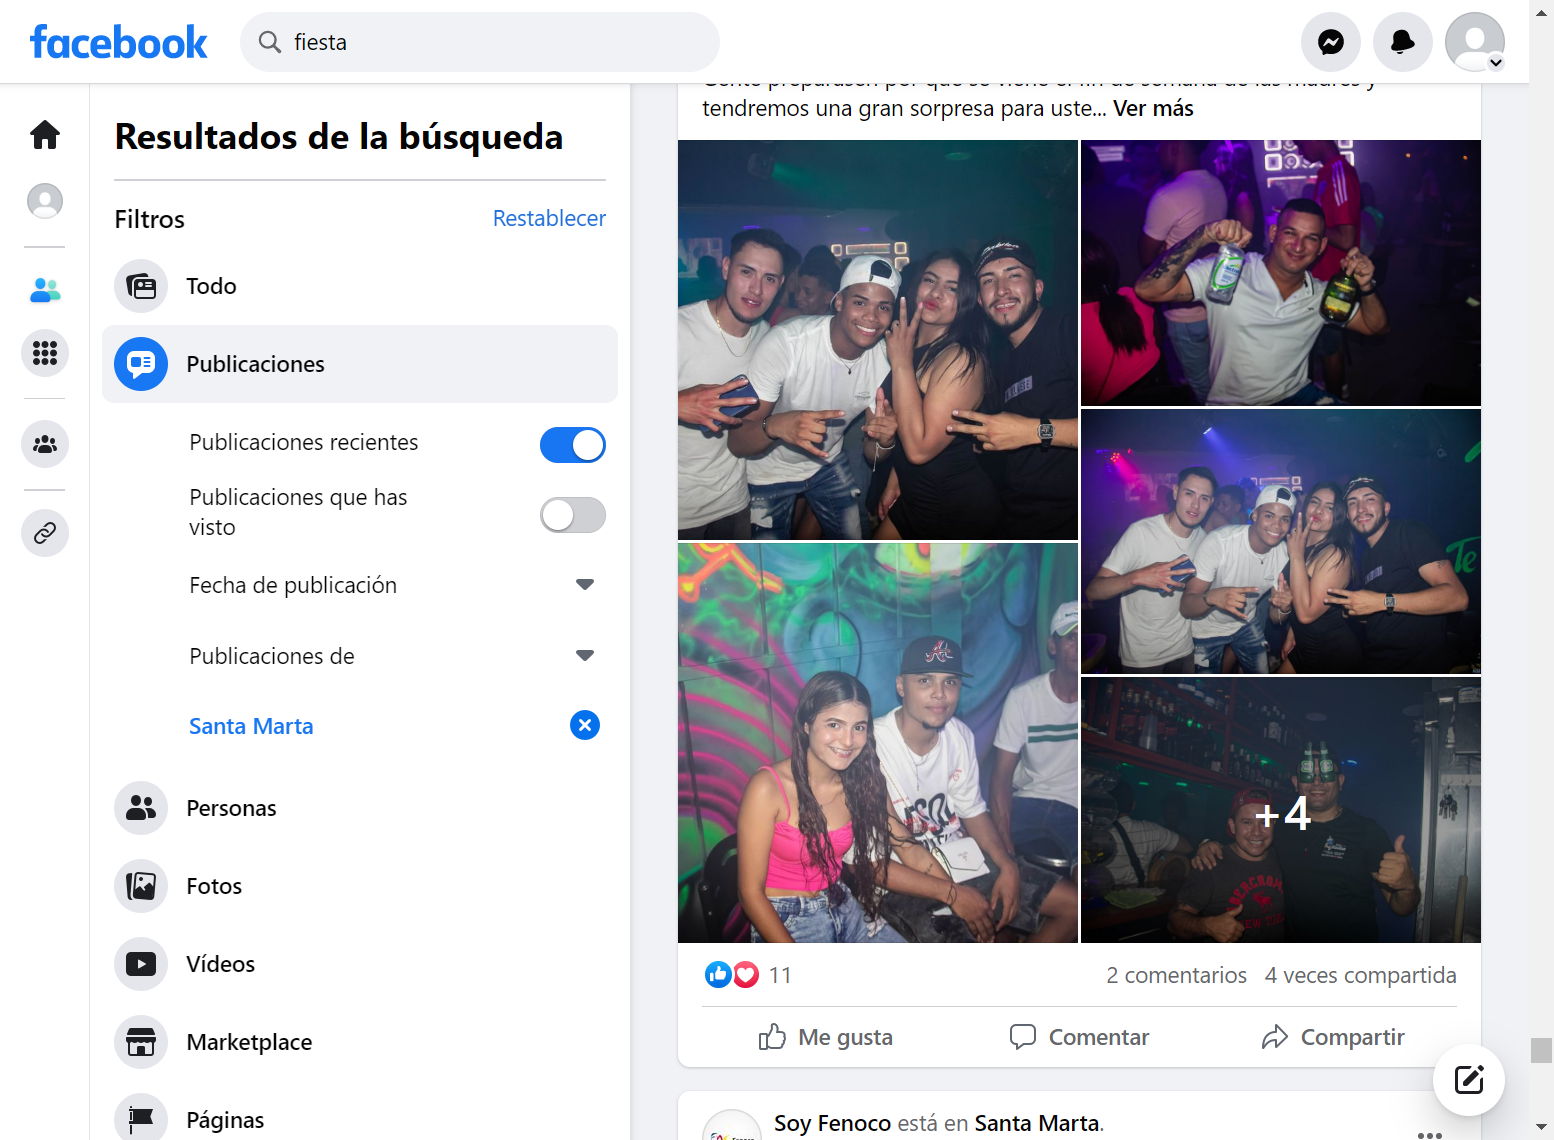 facebook
fiesta
Resultados de la búsqueda
Filtros
Restablecer
Todo
Publicaciones
Publicaciones recientes
Publicaciones que has
visto
Fecha de publicación
Publicaciones de
Santa Marta
Personas
Fotos
Vídeos
Marketplace
Páginas
tendremos una gran sorpresa para uste... Ver más
+4
11
2 comentarios
4 veces compartida
Me gusta
Comentar
Compartir
Soy Fenoco está en Santa Marta.